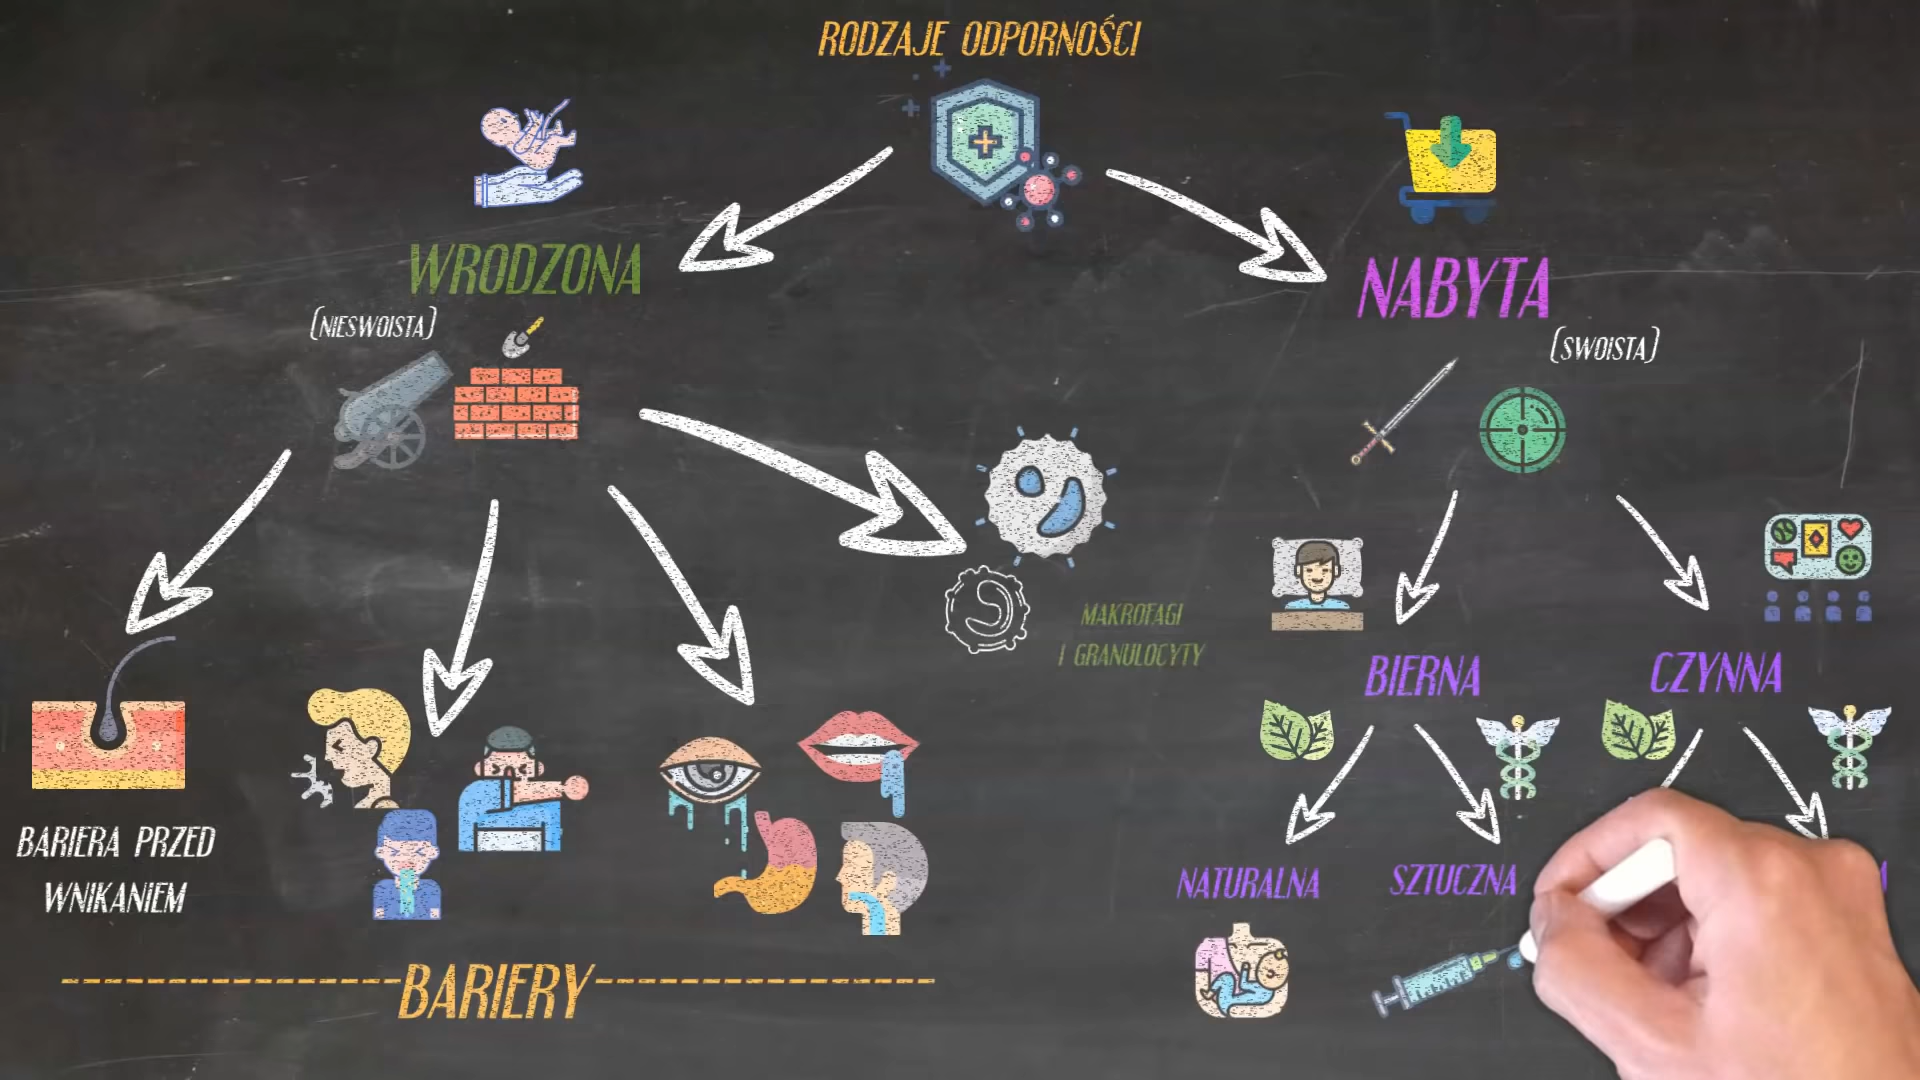 RODZAJE ODPORNOŚCI
WRODZONA
(NIESWOISTA)
NABYTA
(SWOISTA)
MAKROFAGI
I GRANULOCYTY
BIERNA
CZYNNA
BARIERA PRZED
WNIKANIEM
NATURALNA
SZTUCZNA
BARIERY